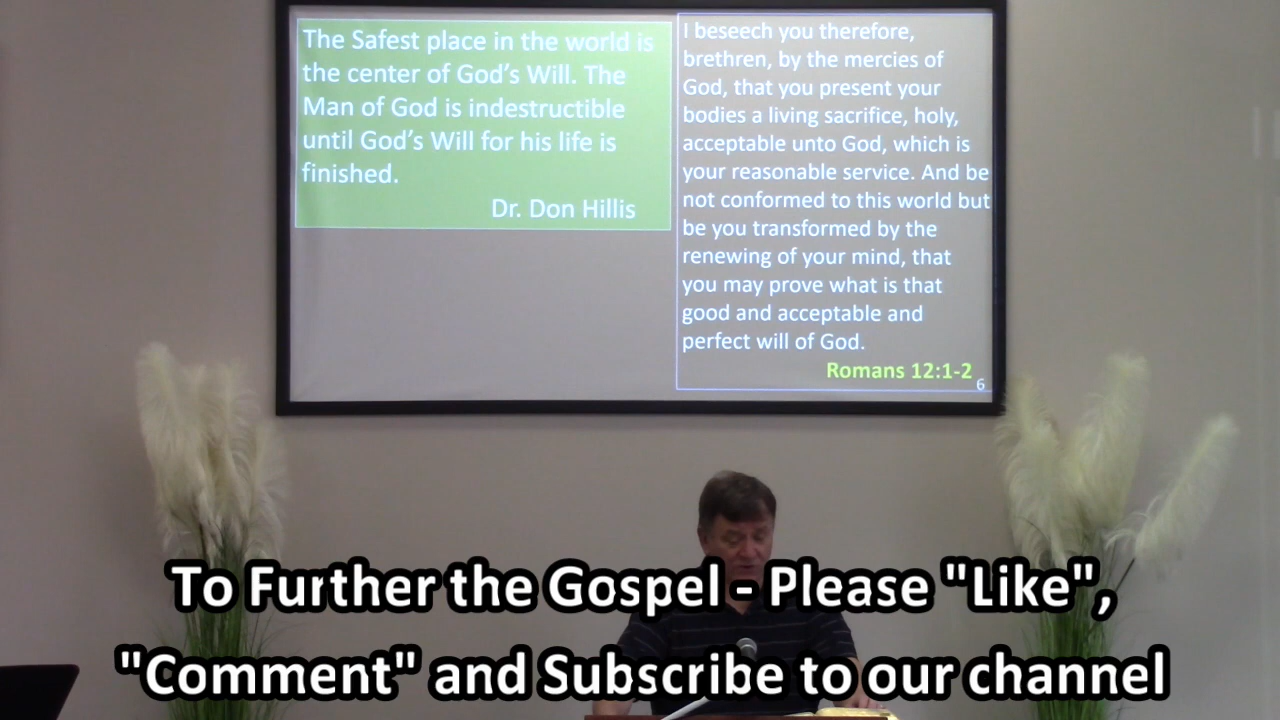 The Safest place in the world is
the center of God's Will. The
Man of God is indestructible
until God's Will for his life is
finished.
Dr. Don Hillis
I beseech you therefore,
brethren, by the mercies of
God, that you present your
bodies a living sacrifice, holy,
acceptable unto God, which is
your reasonable service. And be
not conformed to this world but
be you transformed by the
renewing of your mind, that
you may prove what is that
good and acceptable and
perfect will of God.
Romans 12:1-2
6
To Further the Gospel - Please "Like",
"Comment" and Subscribe to our channel